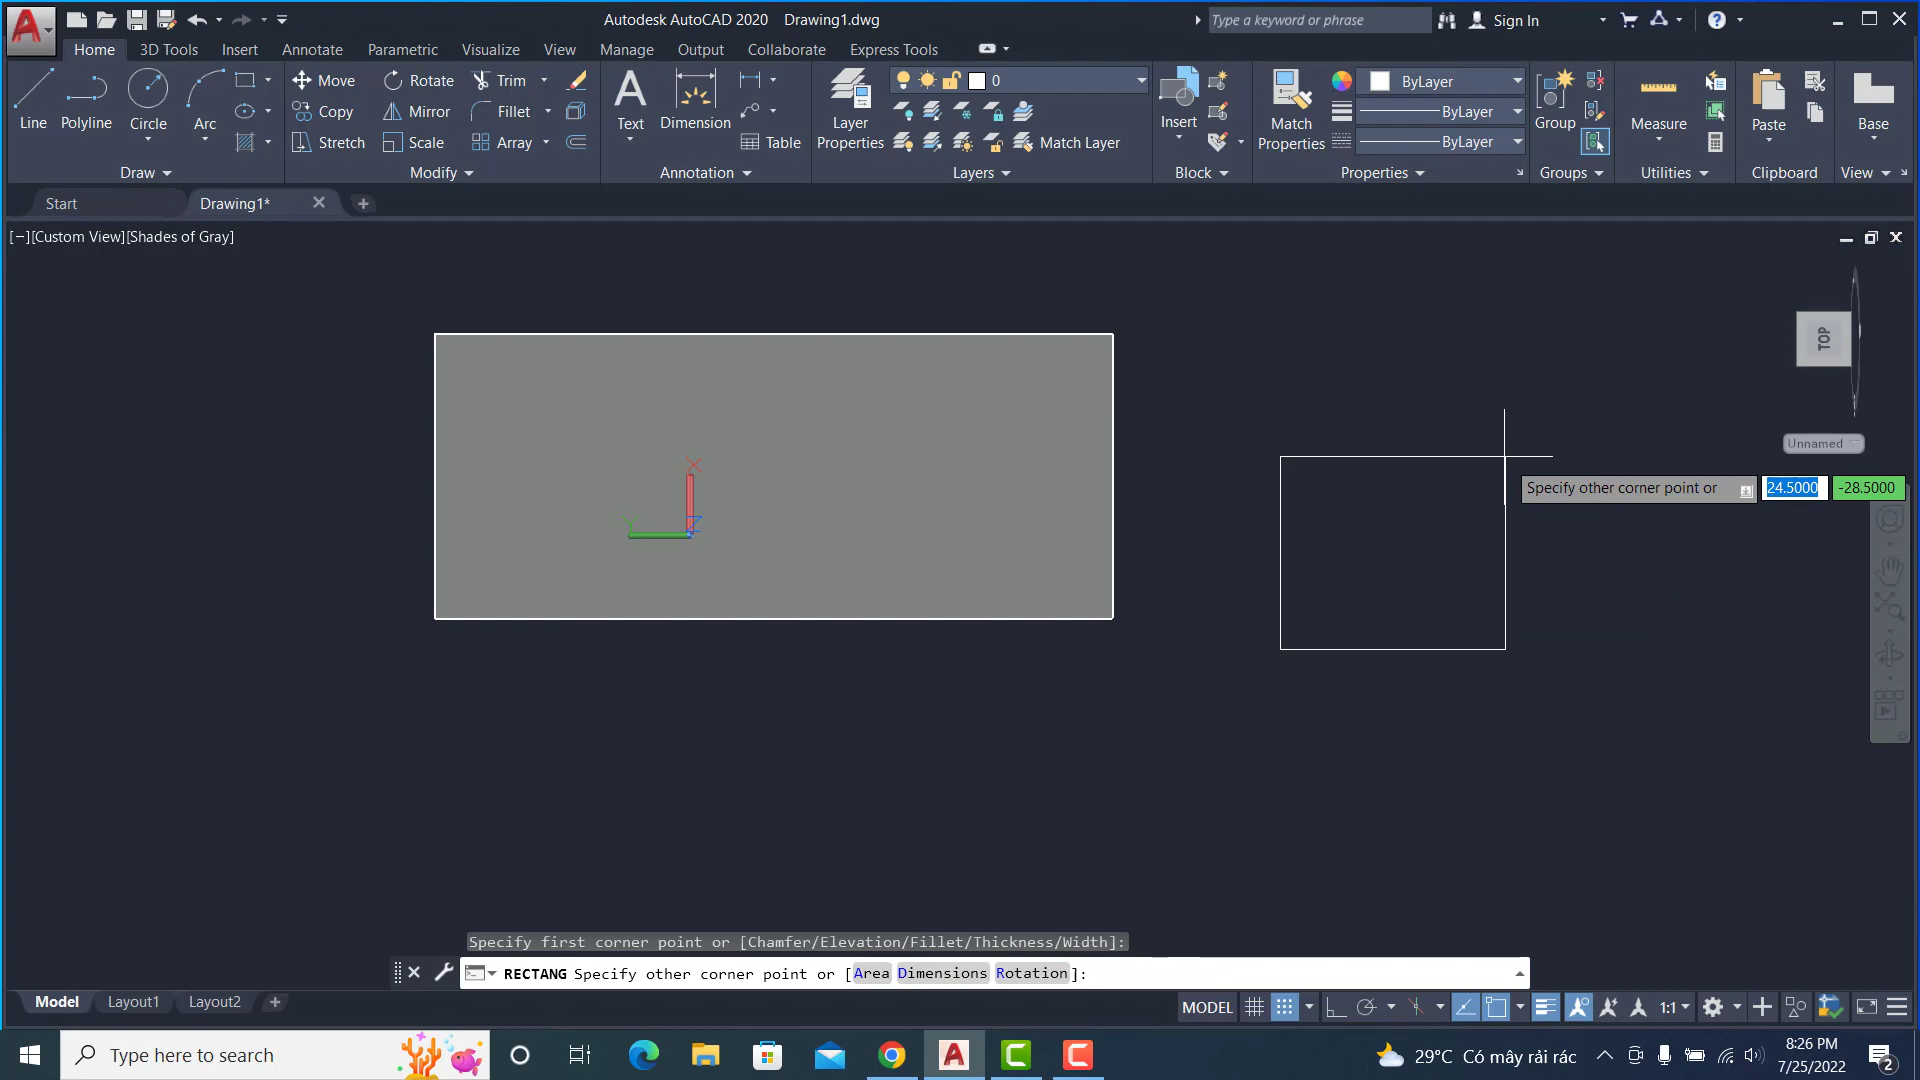 Autodesk AutoCAD 2020 Drawing1.dwg
Type a keyword or phrase
Sign In
Home 3D Tools Insert Annotate Parametric Visualize View Manage Output Collaborate Express Tools
Line Polyline Circle Arc
Move Rotate Trim
Copy Mirror Fillet
Stretch Scale Array
Text Dimension Table
Layer Properties
0
Match Layer
Insert
Match Properties
ByLayer
ByLayer
ByLayer
Group
Measure
Paste
Base
Draw Modify Annotation Layers Block Properties Groups Utilities Clipboard View
Start Drawing1*
[−][Custom View][Shades of Gray]
TOP
Unnamed
X
Y
Z
Specify other corner point or 24.5000 -28.5000
Specify first corner point or [Chamfer/Elevation/Fillet/Thickness/Width]:
RECTANG Specify other corner point or [Area Dimensions Rotation]:
Model Layout1 Layout2
MODEL 1:1
Type here to search
29°C Có mây rải rác
8:26 PM
7/25/2022
2